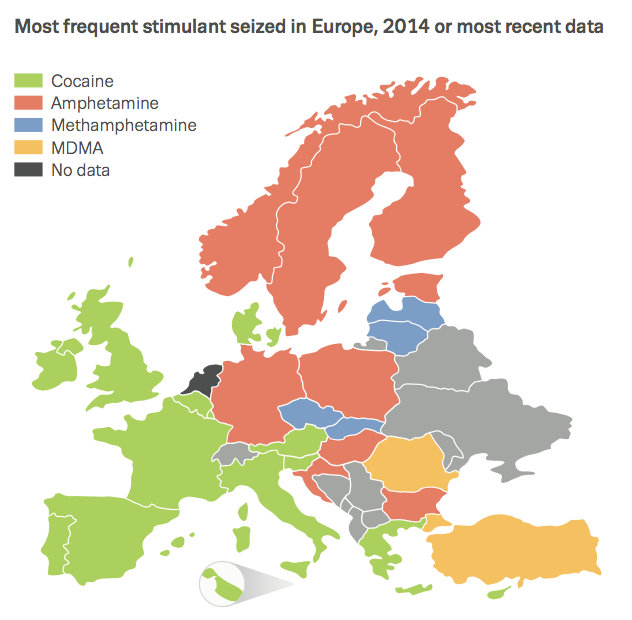 Most frequent stimulant seized in Europe, 2014 or most recent data
Cocaine
Amphetamine
Methamphetamine
MDMA
No data